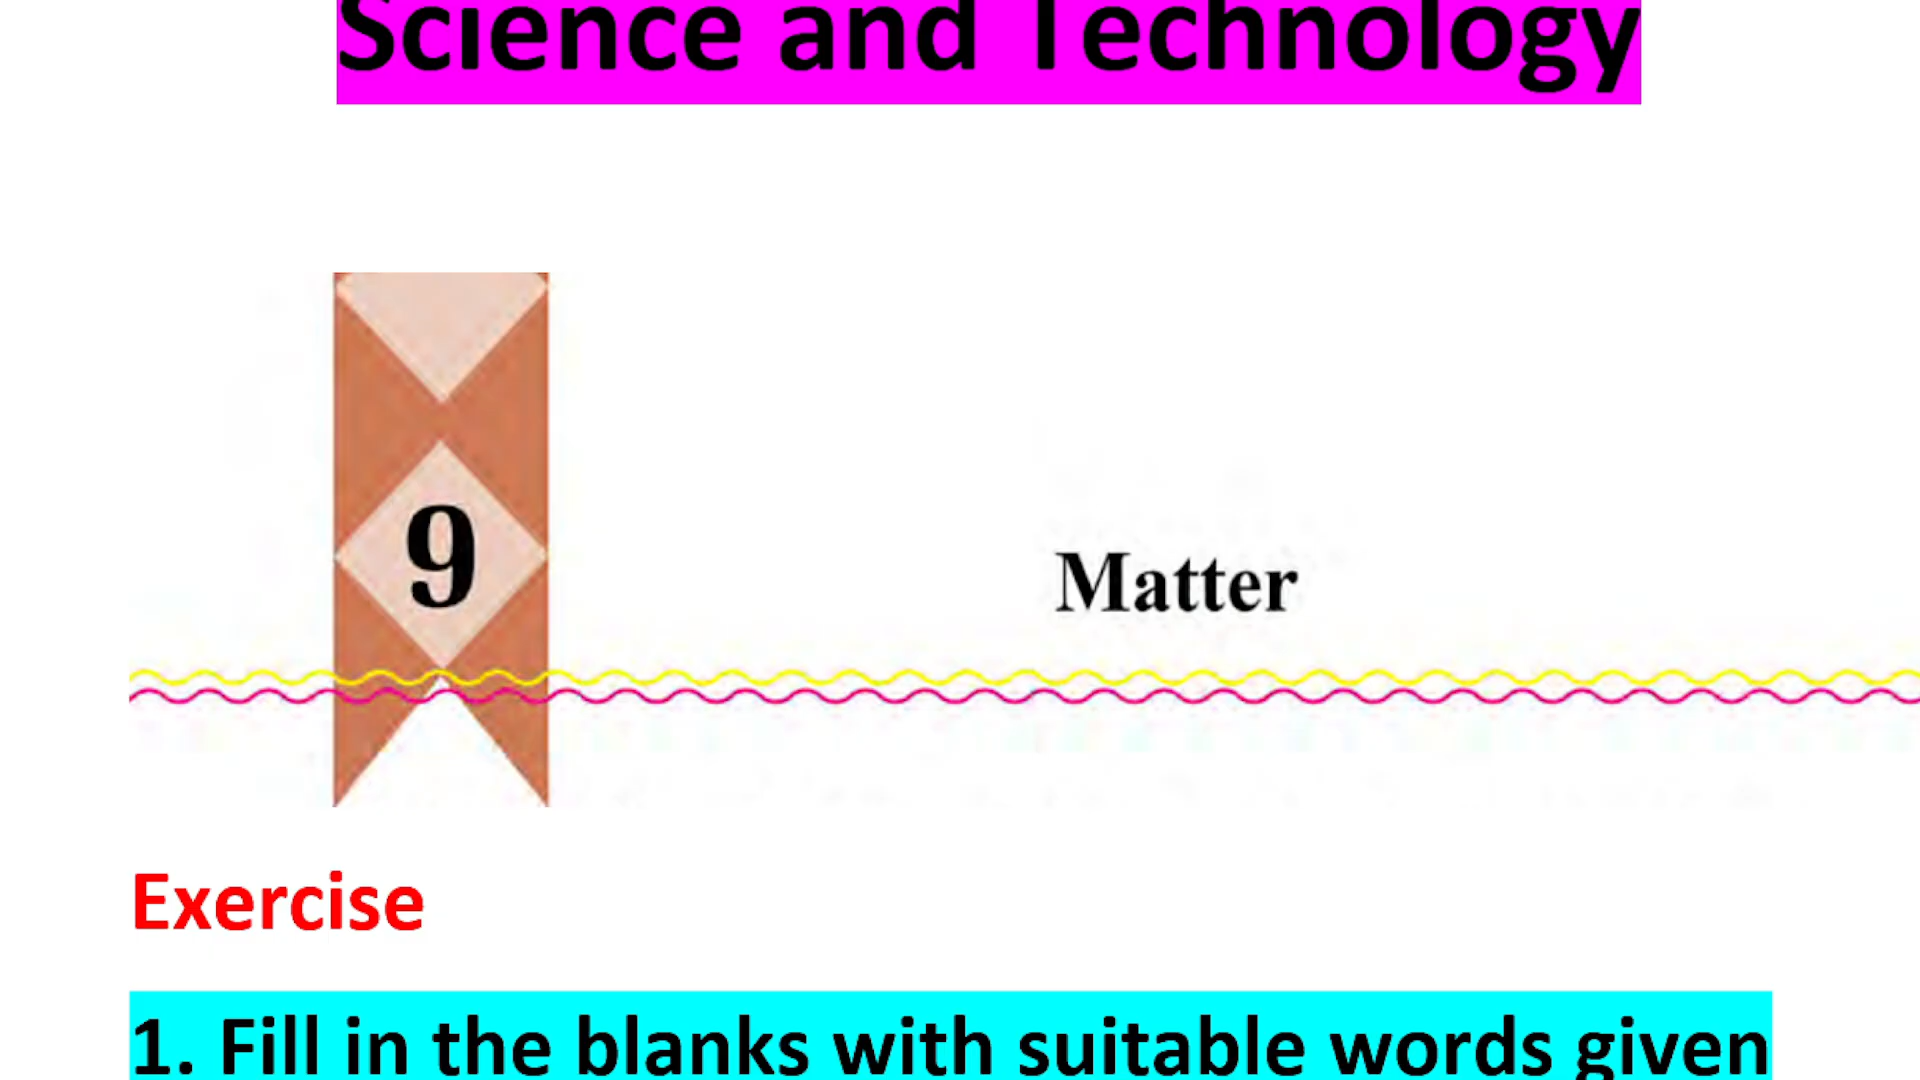 Science and Technology
9
Matter
Exercise
1. Fill in the blanks with suitable words given